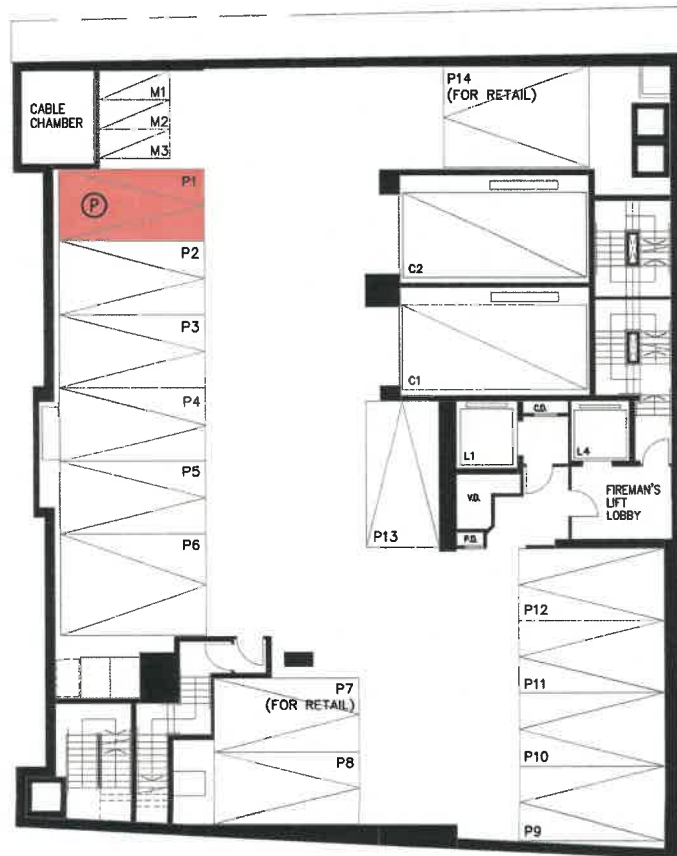 P14
(FOR RETAIL)
CABLE
CHAMBER
M1
M2
M3
P1
P
P2
C2
P3
C1
P4
C.D.
L1
L4
P5
V.D.
FIREMAN'S
LIFT
LOBBY
P6
P13
F.D.
P12
P7
(FOR RETAIL)
P11
P8
P10
P9